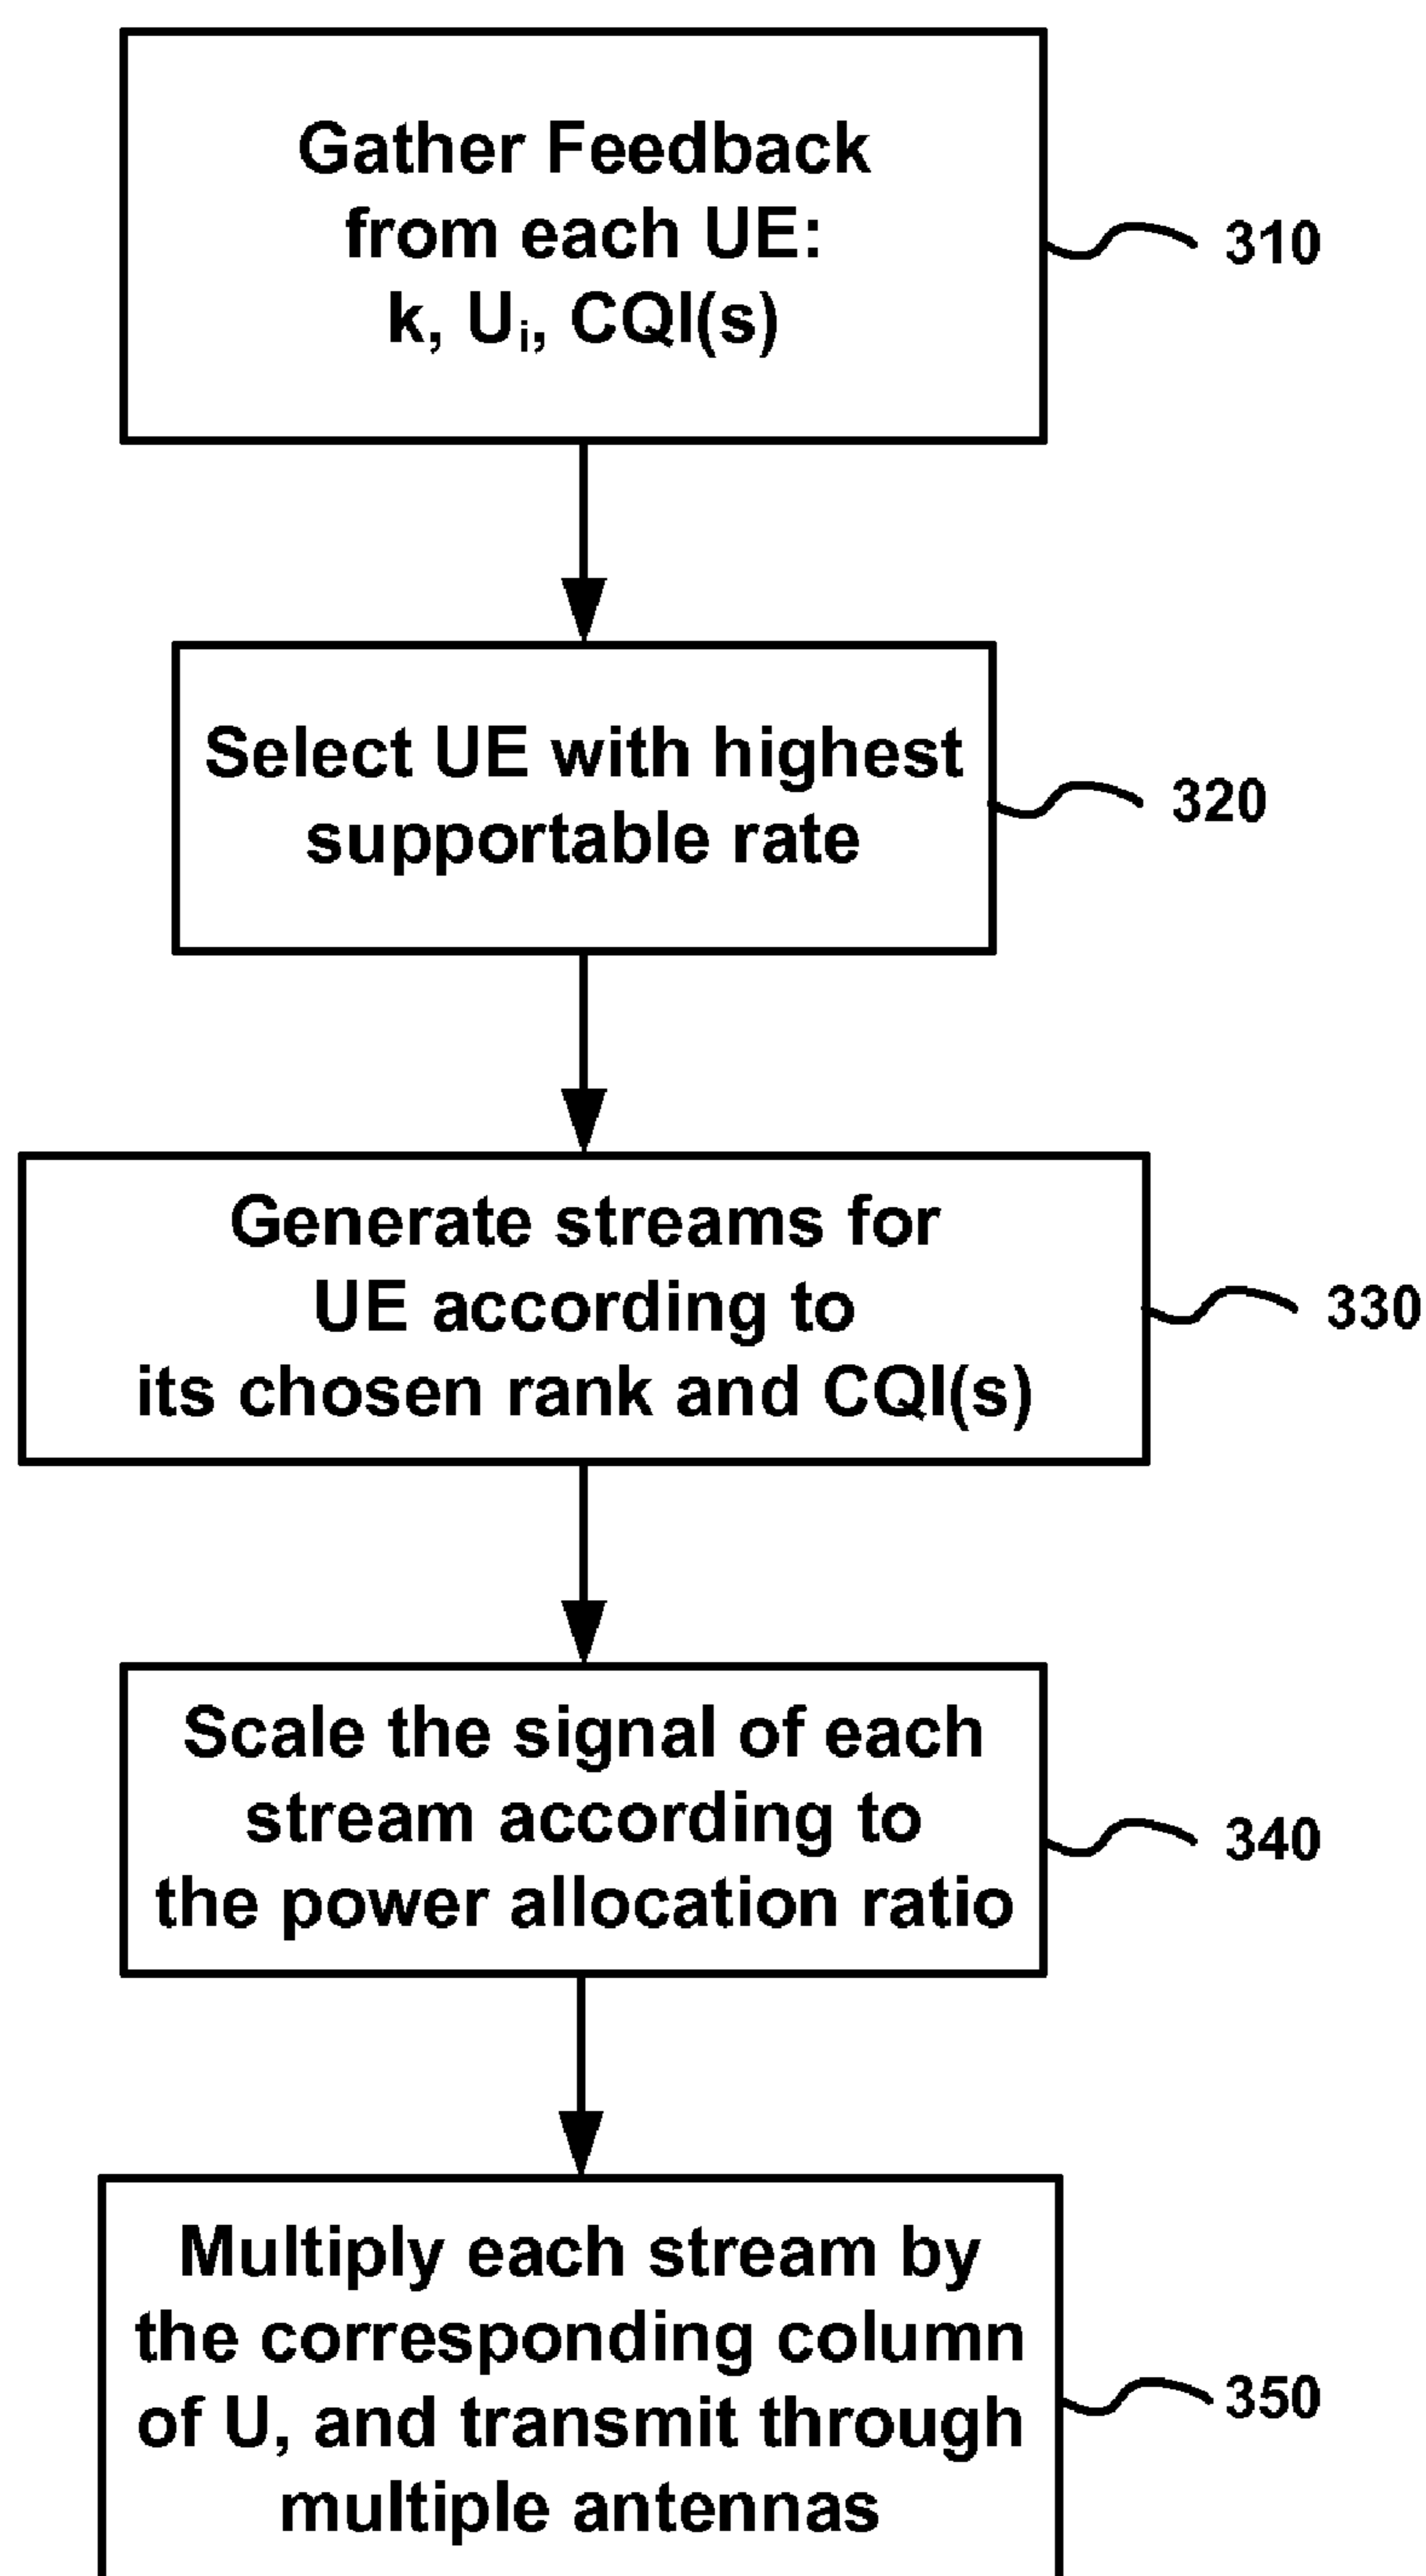 Gather Feedback
from each UE:
k, Uᵢ, CQI(s)
310
Select UE with highest
supportable rate
320
Generate streams for
UE according to
its chosen rank and CQI(s)
330
Scale the signal of each
stream according to
the power allocation ratio
340
Multiply each stream by
the corresponding column
of U, and transmit through
multiple antennas
350